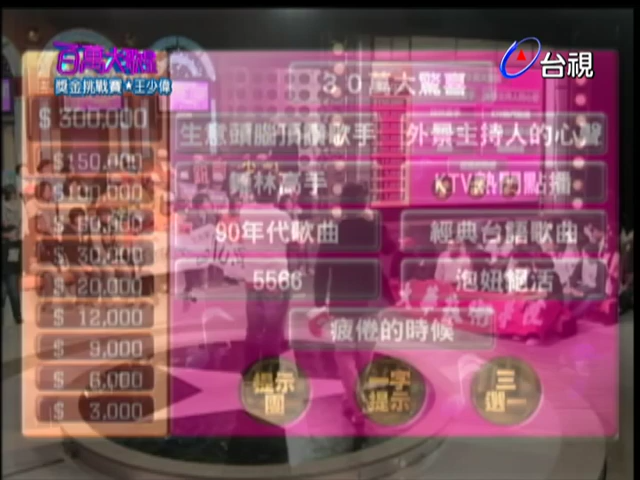 百萬大歌星
獎金挑戰賽★王少偉
台視
30萬大驚喜
生意頭腦頂尖歌手
外景主持人的心聲
歌林高手
KTV熱門點播
90年代歌曲
經典台語歌曲
5566
泡妞絕活
疲倦的時候
提示圖
一字提示
三選一
$ 300,000
$ 150,000
$ 100,000
$ 60,000
$ 30,000
$ 20,000
$ 12,000
$ 9,000
$ 6,000
$ 3,000